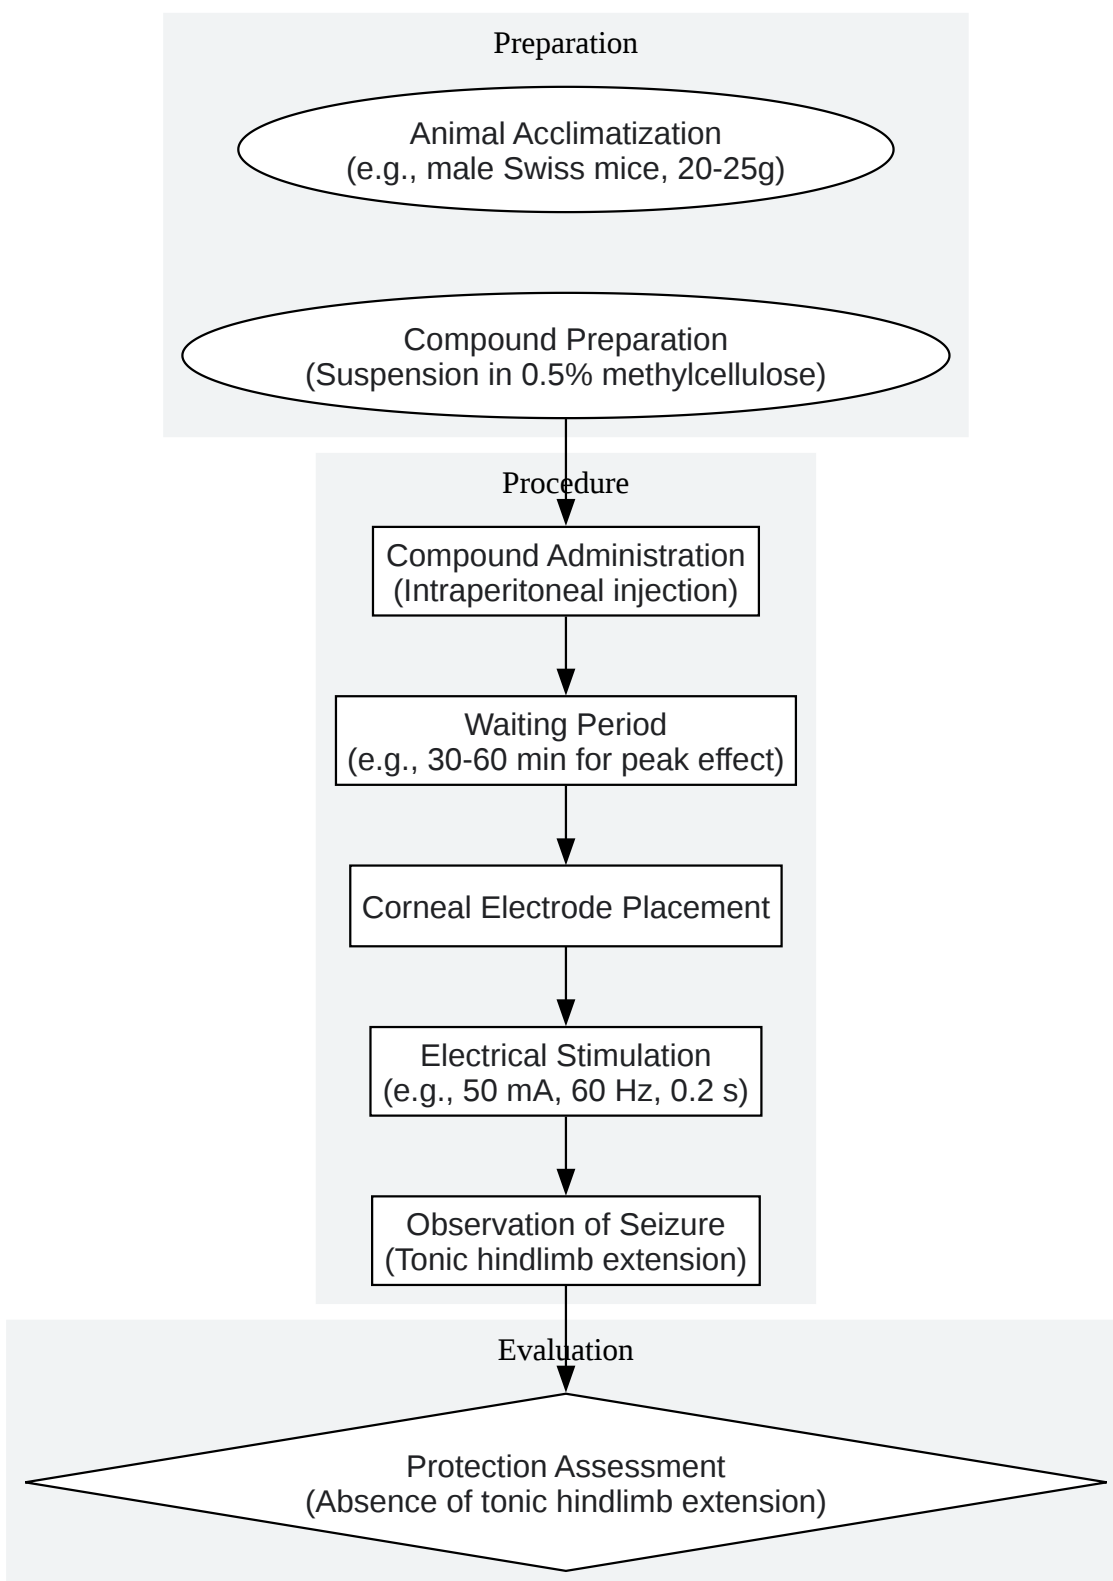 Preparation
Animal Acclimatization
(e.g., male Swiss mice, 20-25g)
Compound Preparation
(Suspension in 0.5% methylcellulose)
Procedure
Compound Administration
(Intraperitoneal injection)
Waiting Period
(e.g., 30-60 min for peak effect)
Corneal Electrode Placement
Electrical Stimulation
(e.g., 50 mA, 60 Hz, 0.2 s)
Observation of Seizure
(Tonic hindlimb extension)
Evaluation
Protection Assessment
(Absence of tonic hindlimb extension)